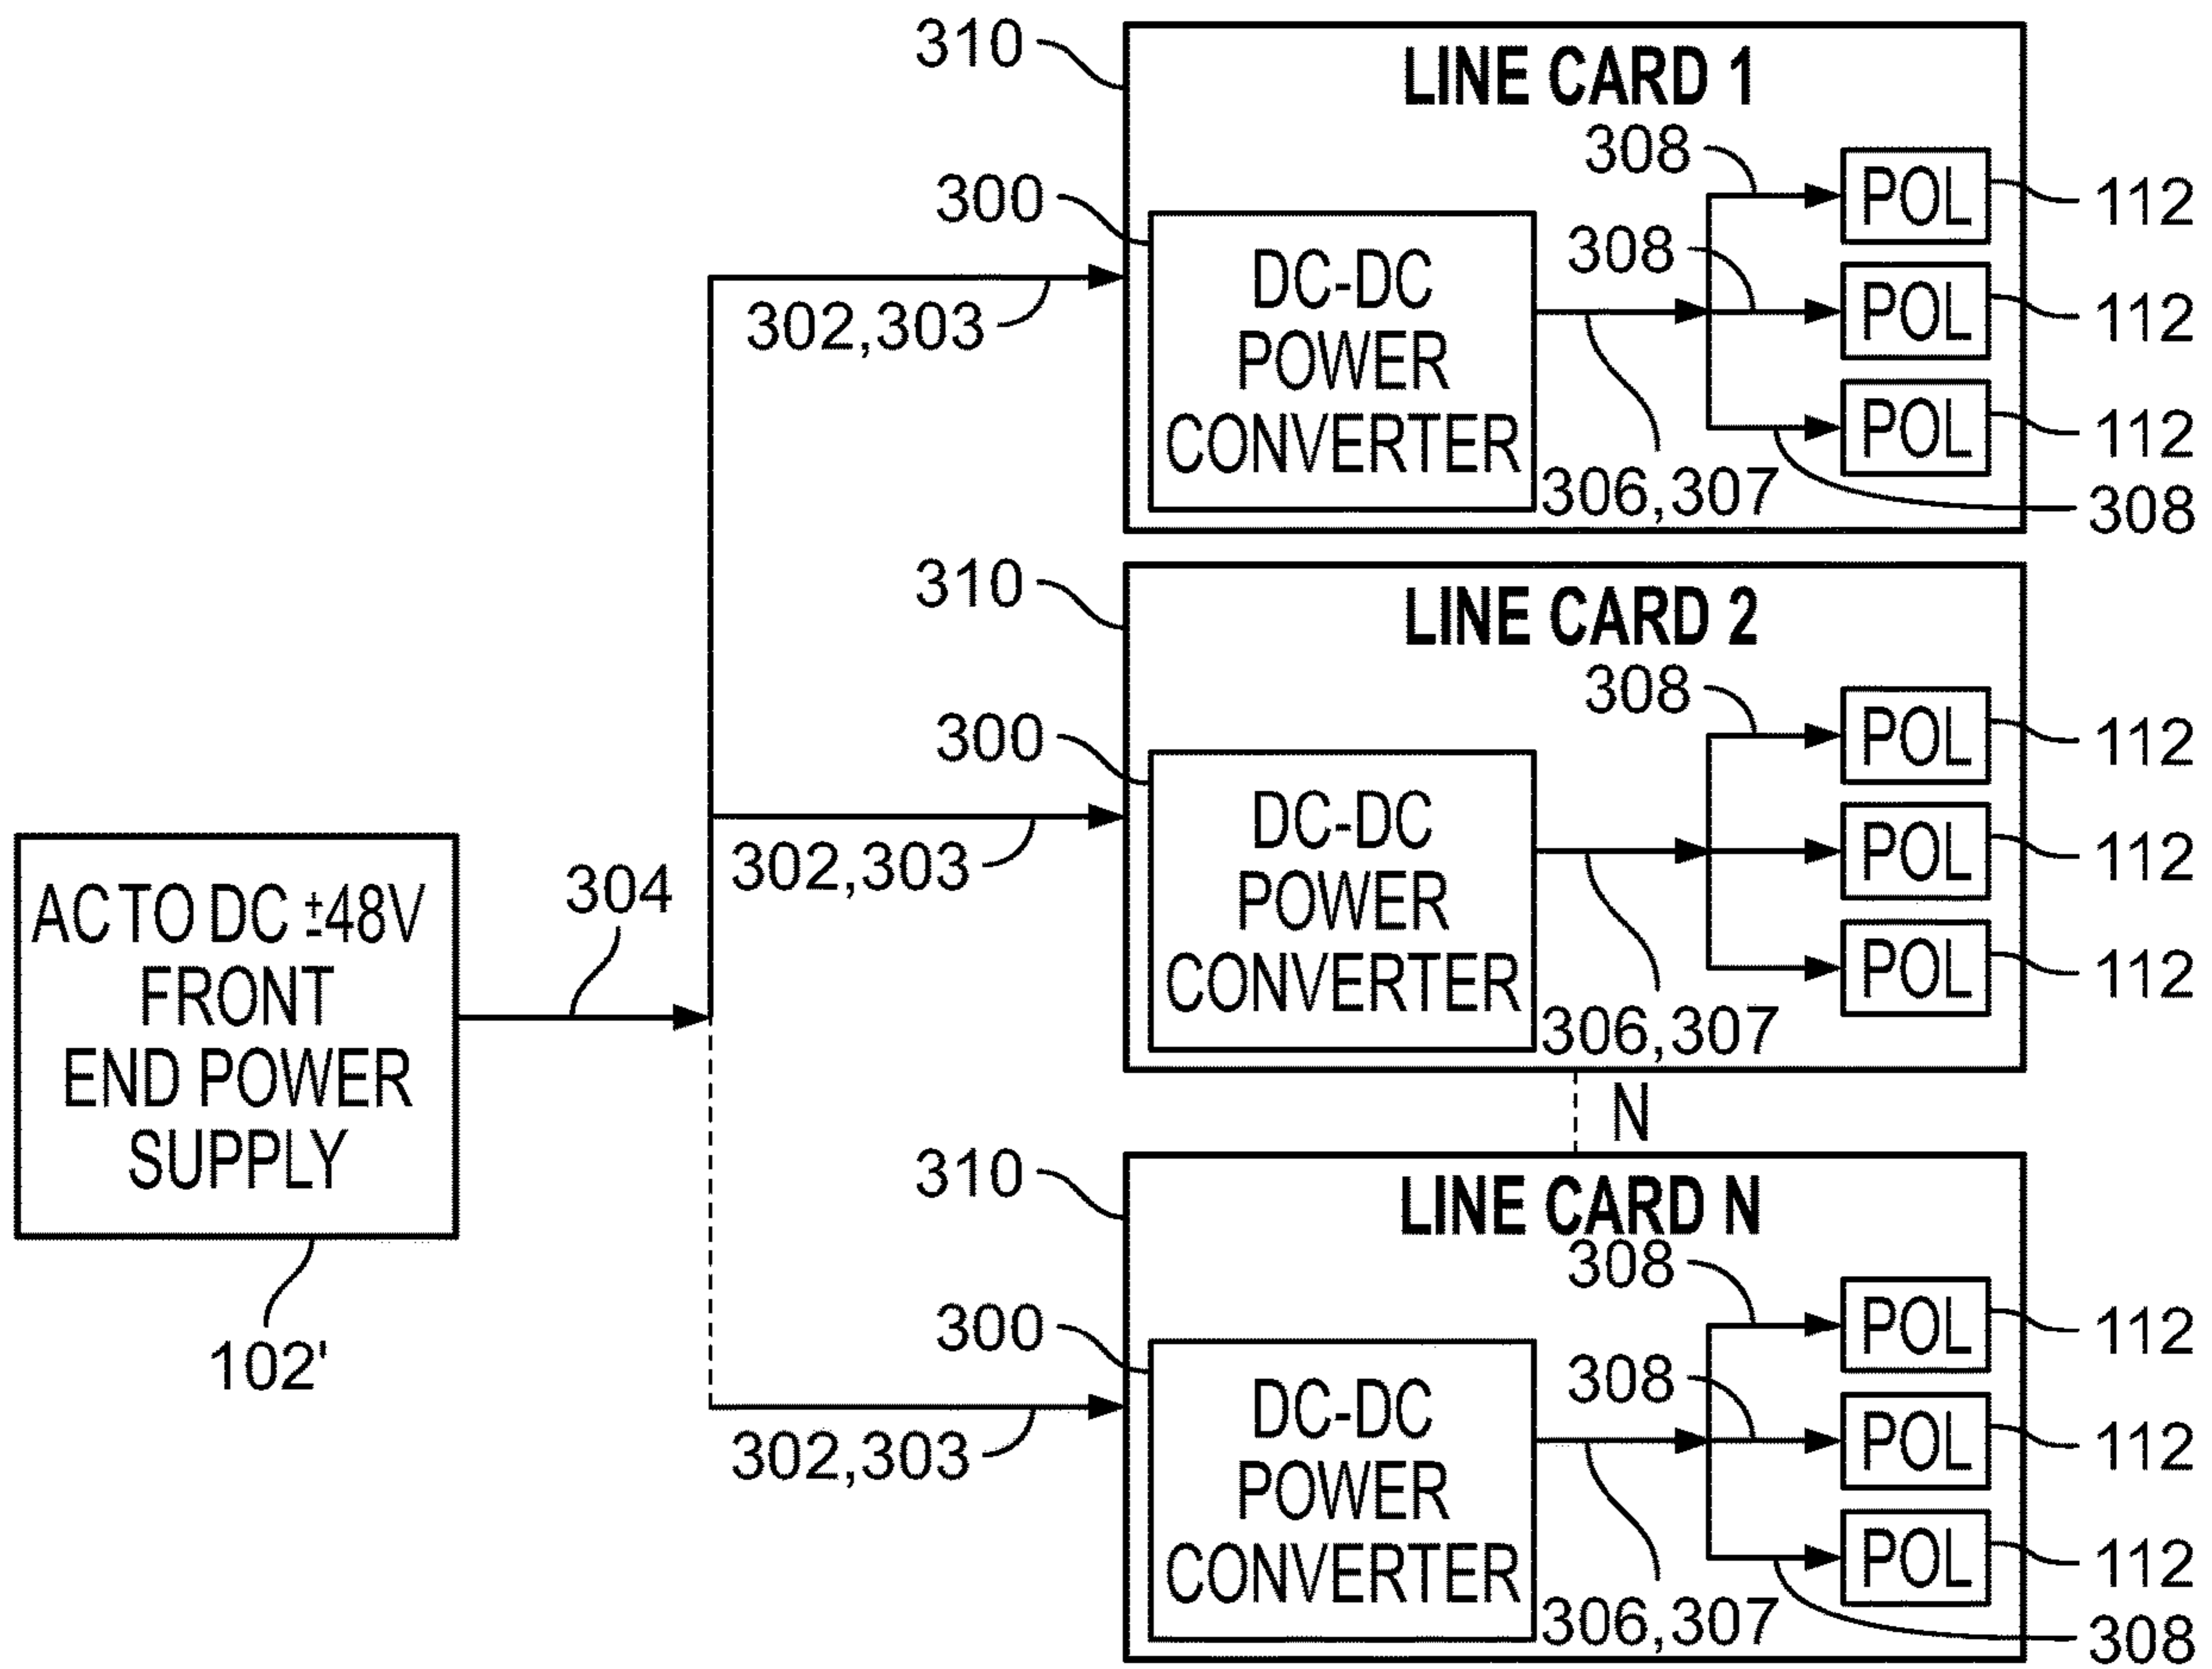 310
LINE CARD 1
308
POL
112
300
308
DC-DC
POWER
CONVERTER
POL
112
302,303
POL
112
306,307
308
310
LINE CARD 2
308
POL
112
300
DC-DC
POWER
CONVERTER
POL
112
302,303
POL
112
306,307
AC TO DC ±48V
FRONT
END POWER
SUPPLY
304
102'
N
310
LINE CARD N
308
POL
112
300
308
DC-DC
POWER
CONVERTER
POL
112
302,303
POL
112
306,307
308